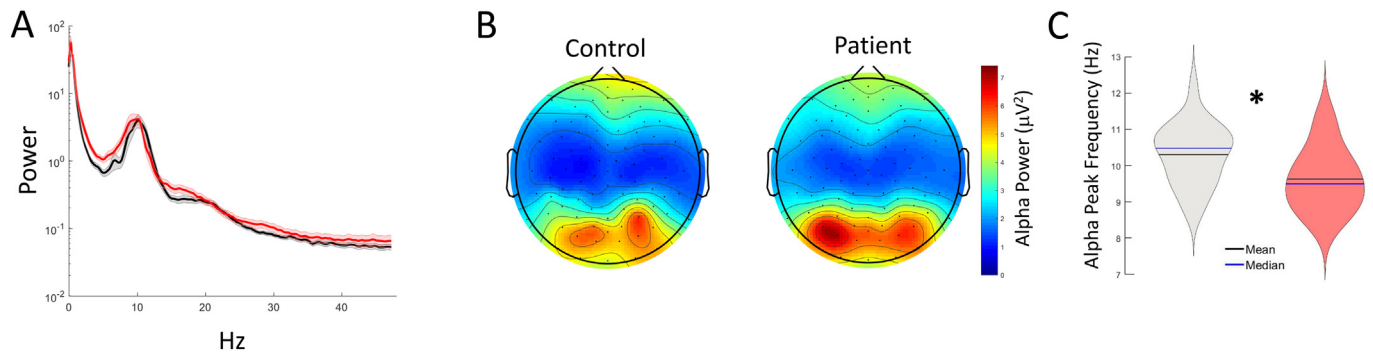 A
Power
10²
10¹
10⁰
10⁻¹
10⁻²
0
10
20
30
40
Hz
B
Control
Patient
7
6
5
4
3
2
1
0
Alpha Power (µV²)
C
Alpha Peak Frequency (Hz)
13
12
11
10
9
8
7
*
Mean
Median